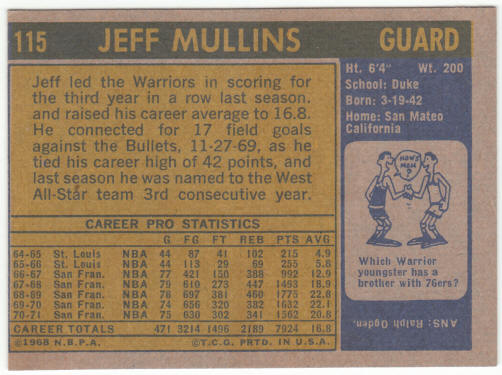 115 JEFF MULLINS GUARD
Jeff led the Warriors in scoring for
the third year in a row last season,
and raised his career average to 16.8.
He connected for 17 field goals
against the Bullets, 11-27-69, as he
tied his career high of 42 points, and
last season he was named to the West
All-Star team 3rd consecutive year.
Ht. 6'4" Wt. 200
School: Duke
Born: 3-19-42
Home: San Mateo
California
HOW'S
MOM?
Which Warrior
youngster has a
brother with 76ers?
ANS: Ralph Ogden.
CAREER PRO STATISTICS
G FG FT REB PTS AVG
64-65 St. Louis NBA 44 87 41 102 215 4.9
65-66 St. Louis NBA 44 113 29 69 255 5.8
66-67 San Fran. NBA 77 421 150 388 992 12.9
67-68 San Fran. NBA 79 610 273 447 1493 18.9
68-69 San Fran. NBA 78 697 381 460 1775 22.8
69-70 San Fran. NBA 74 656 320 382 1632 22.1
70-71 San Fran. NBA 75 630 302 341 1562 20.8
CAREER TOTALS 471 3214 1496 2189 7924 16.8
©1968 N.B.P.A. ©T.C.G. PRTD. IN U.S.A.